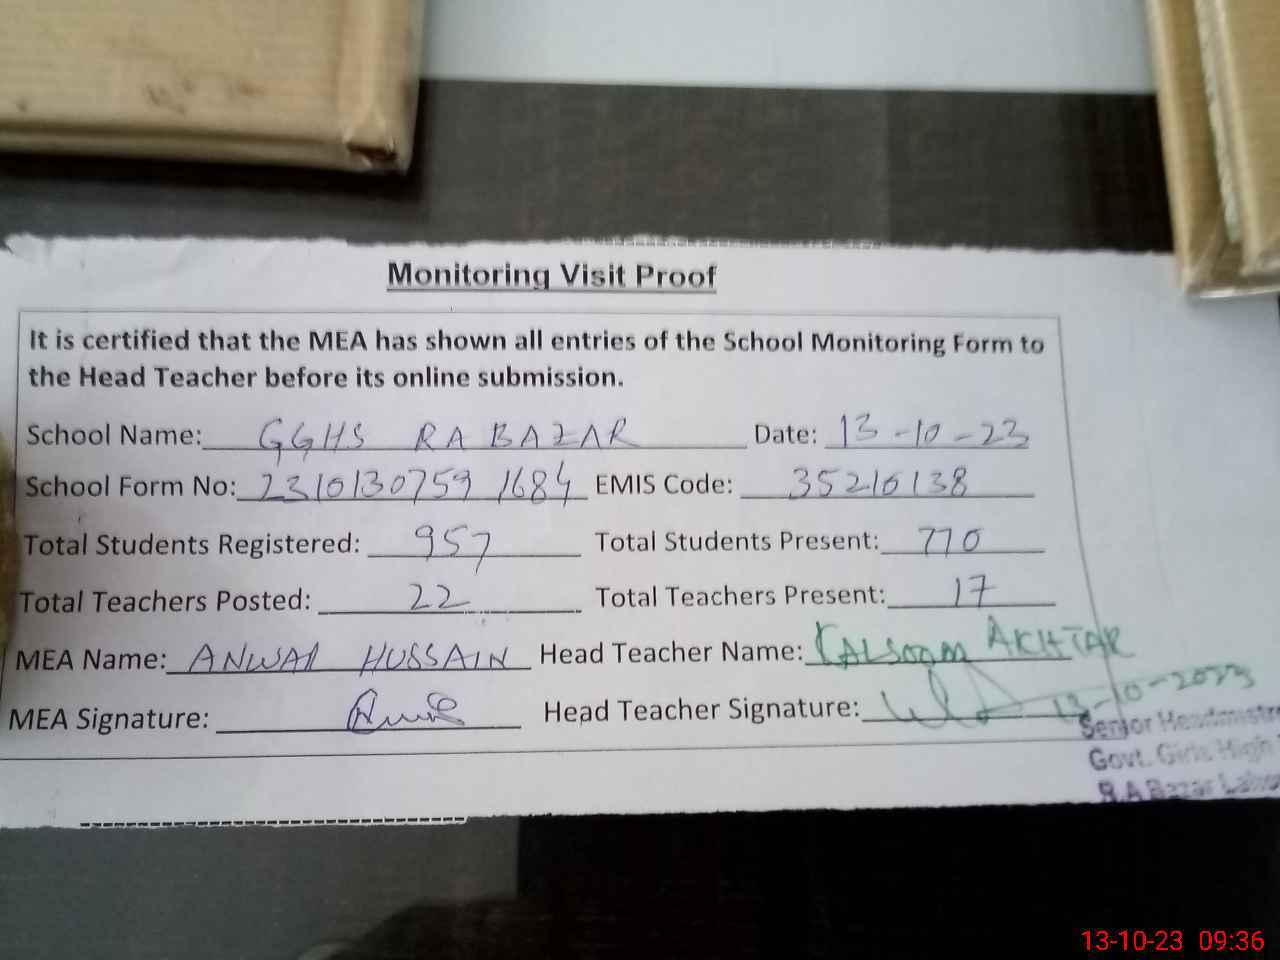 Monitoring Visit Proof
It is certified that the MEA has shown all entries of the School Monitoring Form to
the Head Teacher before its online submission.
School Name: GGHS RA BAZAR Date: 13-10-23
School Form No: 2310130759 1684 EMIS Code: 35210138
Total Students Registered: 957 Total Students Present: 770
Total Teachers Posted: 22 Total Teachers Present: 17
MEA Name: ANWAR HUSSAIN Head Teacher Name: KALSOOM AKHTAR
MEA Signature: Head Teacher Signature: 13-10-2023
Senior Headmistr
Govt. Girls High
R.A Bazar Laho
13-10-23 09:36